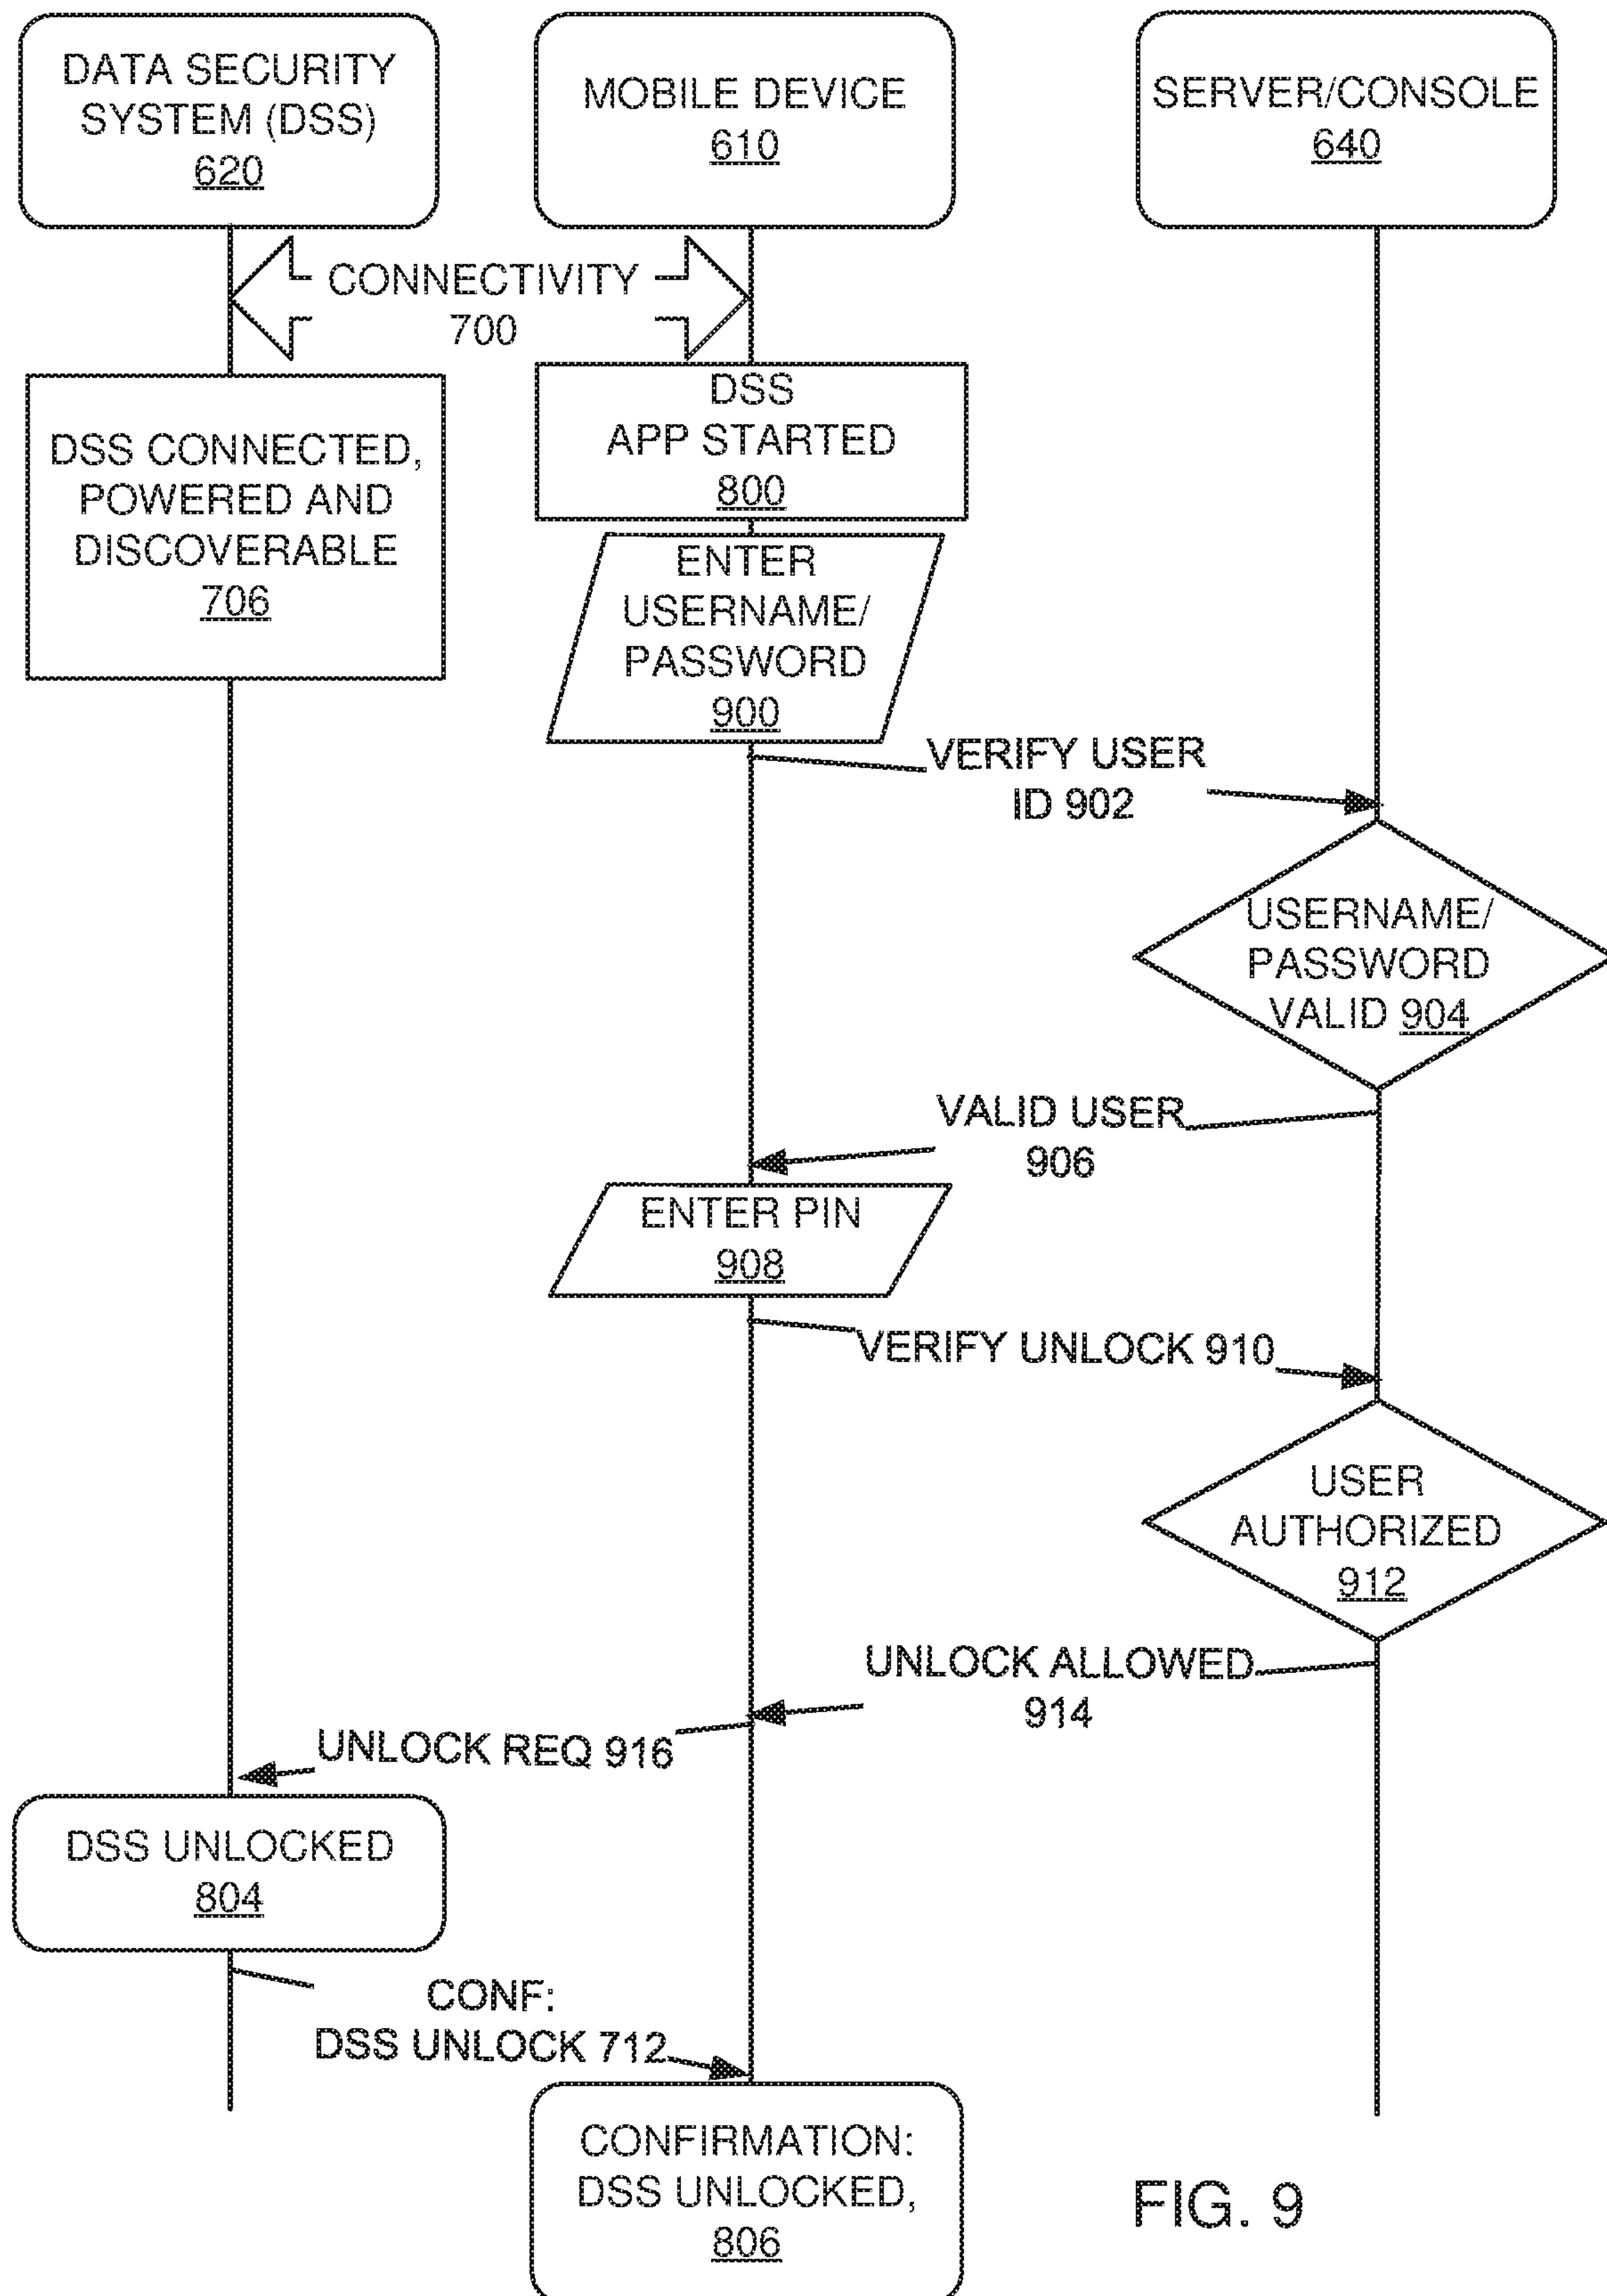 DATA SECURITY
SYSTEM (DSS)
620
MOBILE DEVICE
610
SERVER/CONSOLE
640
CONNECTIVITY
700
DSS CONNECTED,
POWERED AND
DISCOVERABLE
706
DSS
APP STARTED
800
ENTER
USERNAME/
PASSWORD
900
VERIFY USER
ID 902
USERNAME/
PASSWORD
VALID 904
VALID USER
906
ENTER PIN
908
VERIFY UNLOCK 910
USER
AUTHORIZED
912
UNLOCK ALLOWED
914
UNLOCK REQ 916
DSS UNLOCKED
804
CONF:
DSS UNLOCK 712
CONFIRMATION:
DSS UNLOCKED,
806
FIG. 9